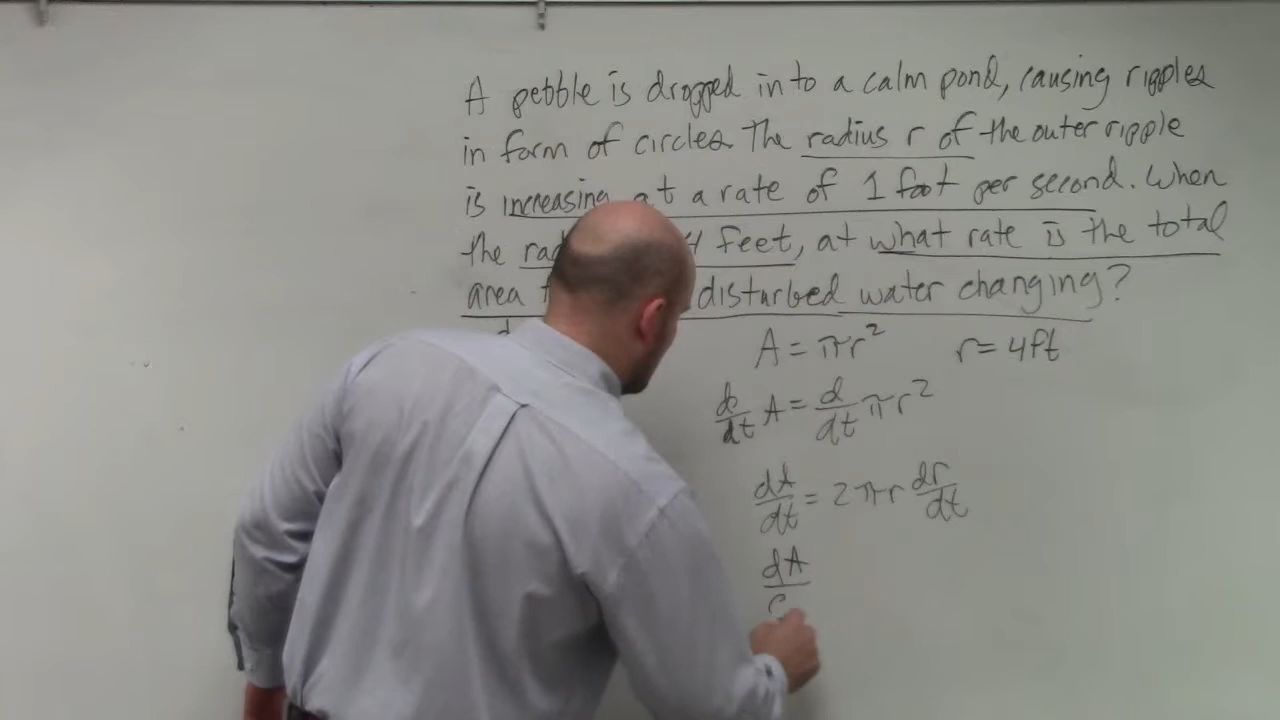 A pebble is dropped in to a calm pond, causing ripples
in form of circles. The radius r of the outer ripple
is increasing at a rate of 1 foot per second. When
the rad 4 feet, at what rate is the total
area disturbed water changing?
A = πr² r = 4ft
d/dt A = d/dt πr²
dA/dt = 2πr dr/dt
dA